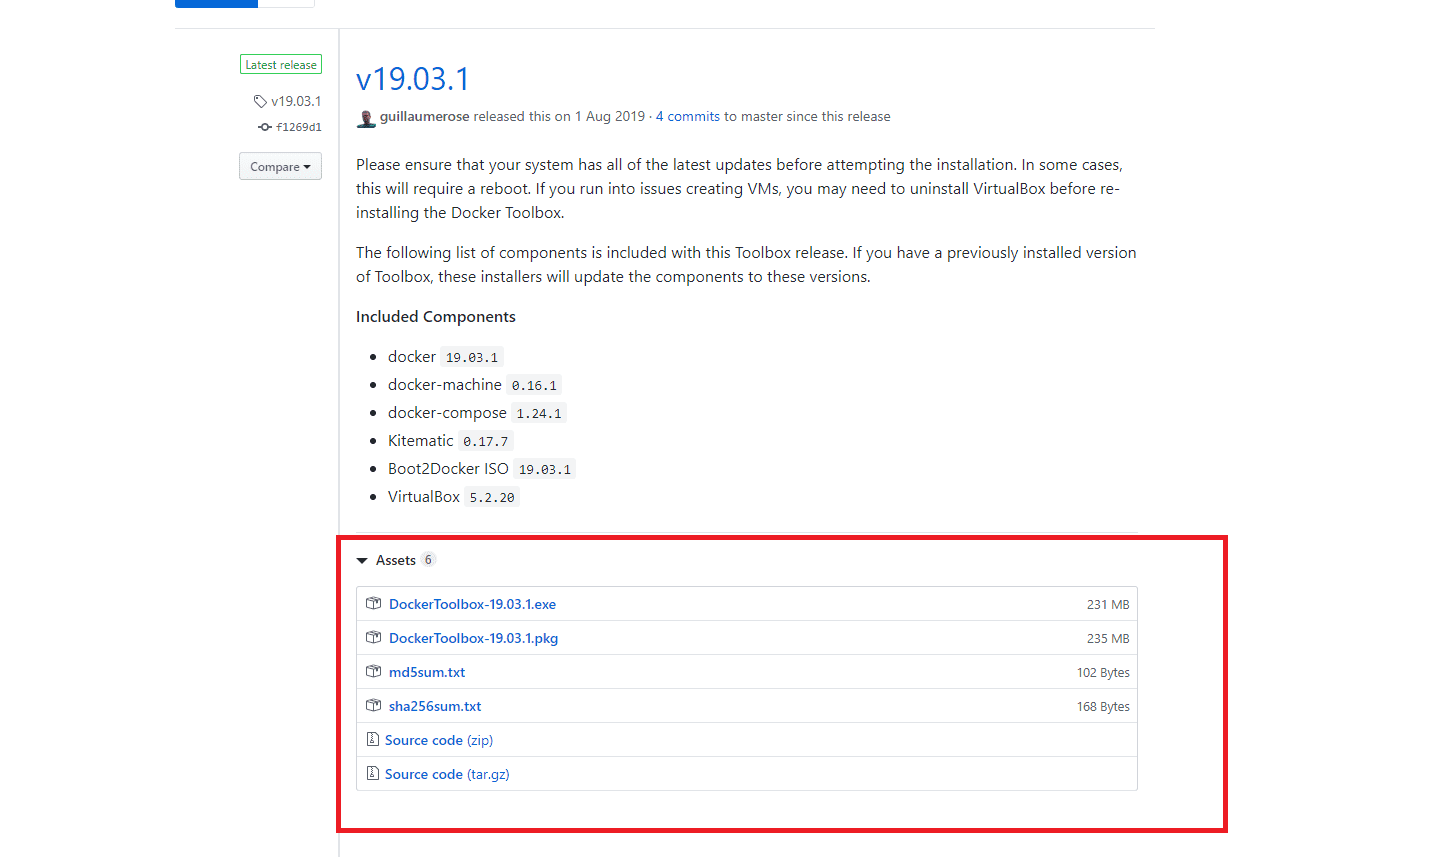 Latest release
v19.03.1
f1269d1
Compare
v19.03.1
guillaumerose released this on 1 Aug 2019 · 4 commits to master since this release
Please ensure that your system has all of the latest updates before attempting the installation. In some cases,
this will require a reboot. If you run into issues creating VMs, you may need to uninstall VirtualBox before re-
installing the Docker Toolbox.
The following list of components is included with this Toolbox release. If you have a previously installed version
of Toolbox, these installers will update the components to these versions.
Included Components
docker 19.03.1
docker-machine 0.16.1
docker-compose 1.24.1
Kitematic 0.17.7
Boot2Docker ISO 19.03.1
VirtualBox 5.2.20
Assets 6
DockerToolbox-19.03.1.exe 231 MB
DockerToolbox-19.03.1.pkg 235 MB
md5sum.txt 102 Bytes
sha256sum.txt 168 Bytes
Source code (zip)
Source code (tar.gz)